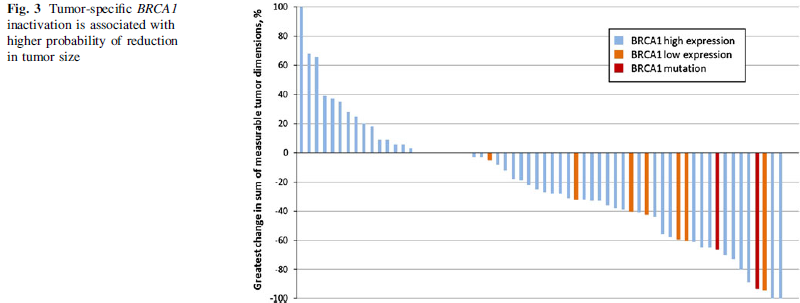 Fig. 3 Tumor-specific BRCA1
inactivation is associated with
higher probability of reduction
in tumor size
Greatest change in sum of measurable tumor dimensions, %
100
80
60
40
20
0
-20
-40
-60
-80
-100
BRCA1 high expression
BRCA1 low expression
BRCA1 mutation